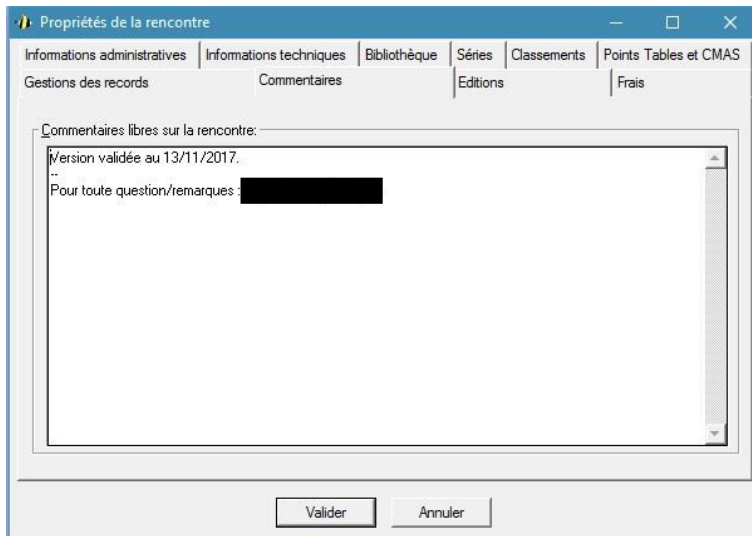 Propriétés de la rencontre
Informations administratives Informations techniques Bibliothèque Séries Classements Points Tables et CMAS
Gestions des records Commentaires Editions Frais
Commentaires libres sur la rencontre:
Version validée au 13/11/2017.
--
Pour toute question/remarques :
Valider Annuler